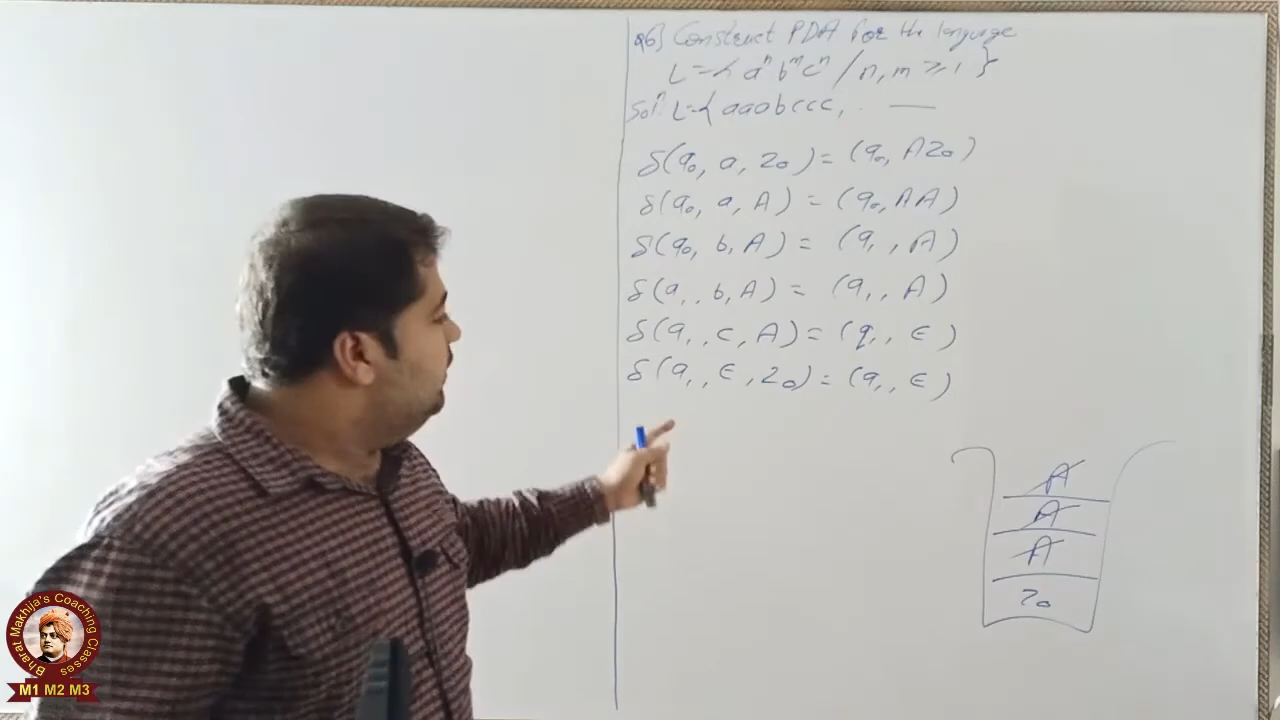 Q6) Construct PDA for the language
L = { aⁿ bᵐ cⁿ / n, m ≥ 1 }
Solⁿ: L = { aaabccc, . —
δ(q₀, a, z₀) = (q₀, Az₀)
δ(q₀, a, A) = (q₀, AA)
δ(q₀, b, A) = (q₁, A)
δ(q₁, b, A) = (q₁, A)
δ(q₁, c, A) = (q₁, ε)
δ(q₁, ε, z₀) = (q₁, ε)
A
A
A
z₀
Bharat Makhija's Coaching Classes
M1 M2 M3